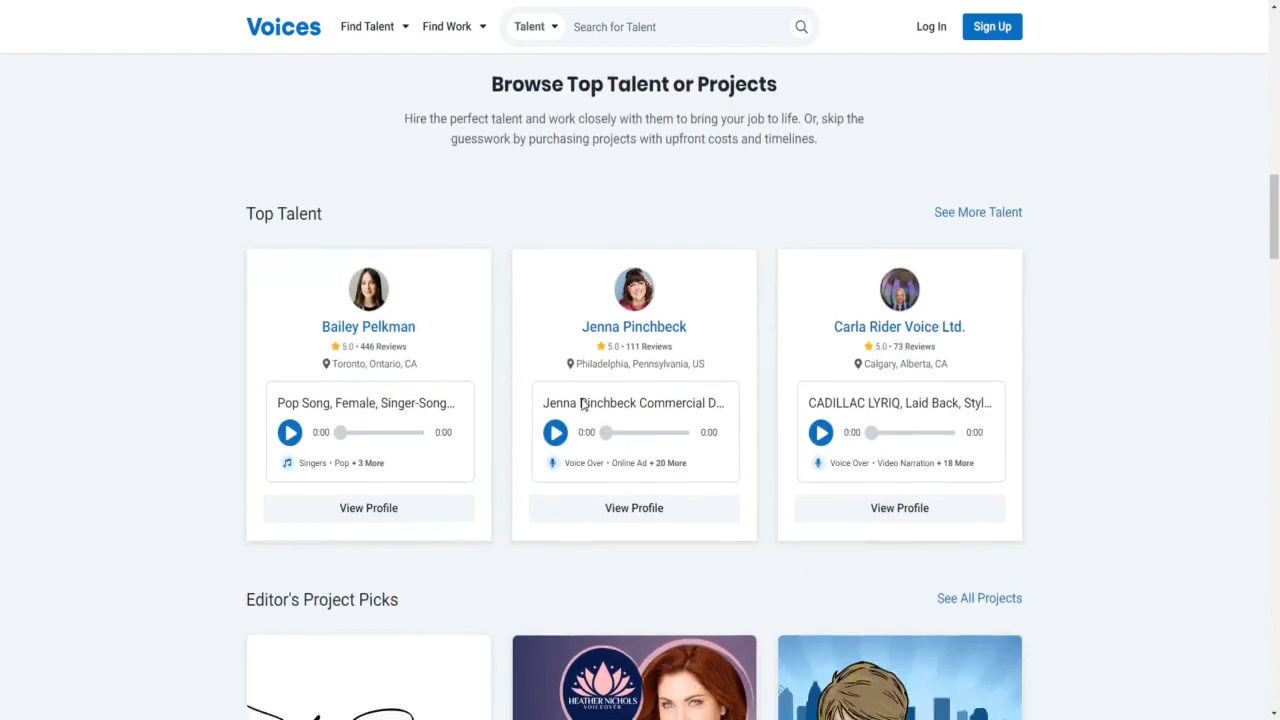 Voices
Find Talent
Find Work
Talent
Search for Talent
Log In
Sign Up
Browse Top Talent or Projects
Hire the perfect talent and work closely with them to bring your job to life. Or, skip the
guesswork by purchasing projects with upfront costs and timelines.
Top Talent
See More Talent
Bailey Pelkman
5.0 • 446 Reviews
Toronto, Ontario, CA
Pop Song, Female, Singer-Song...
0:00
0:00
Singers • Pop + 3 More
View Profile
Jenna Pinchbeck
5.0 • 111 Reviews
Philadelphia, Pennsylvania, US
Jenna Pinchbeck Commercial D...
0:00
0:00
Voice Over • Online Ad + 20 More
View Profile
Carla Rider Voice Ltd.
5.0 • 73 Reviews
Calgary, Alberta, CA
CADILLAC LYRIQ, Laid Back, Styl...
0:00
0:00
Voice Over • Video Narration + 18 More
View Profile
Editor's Project Picks
See All Projects
HEATHER NICHOLS
VOICEOVER